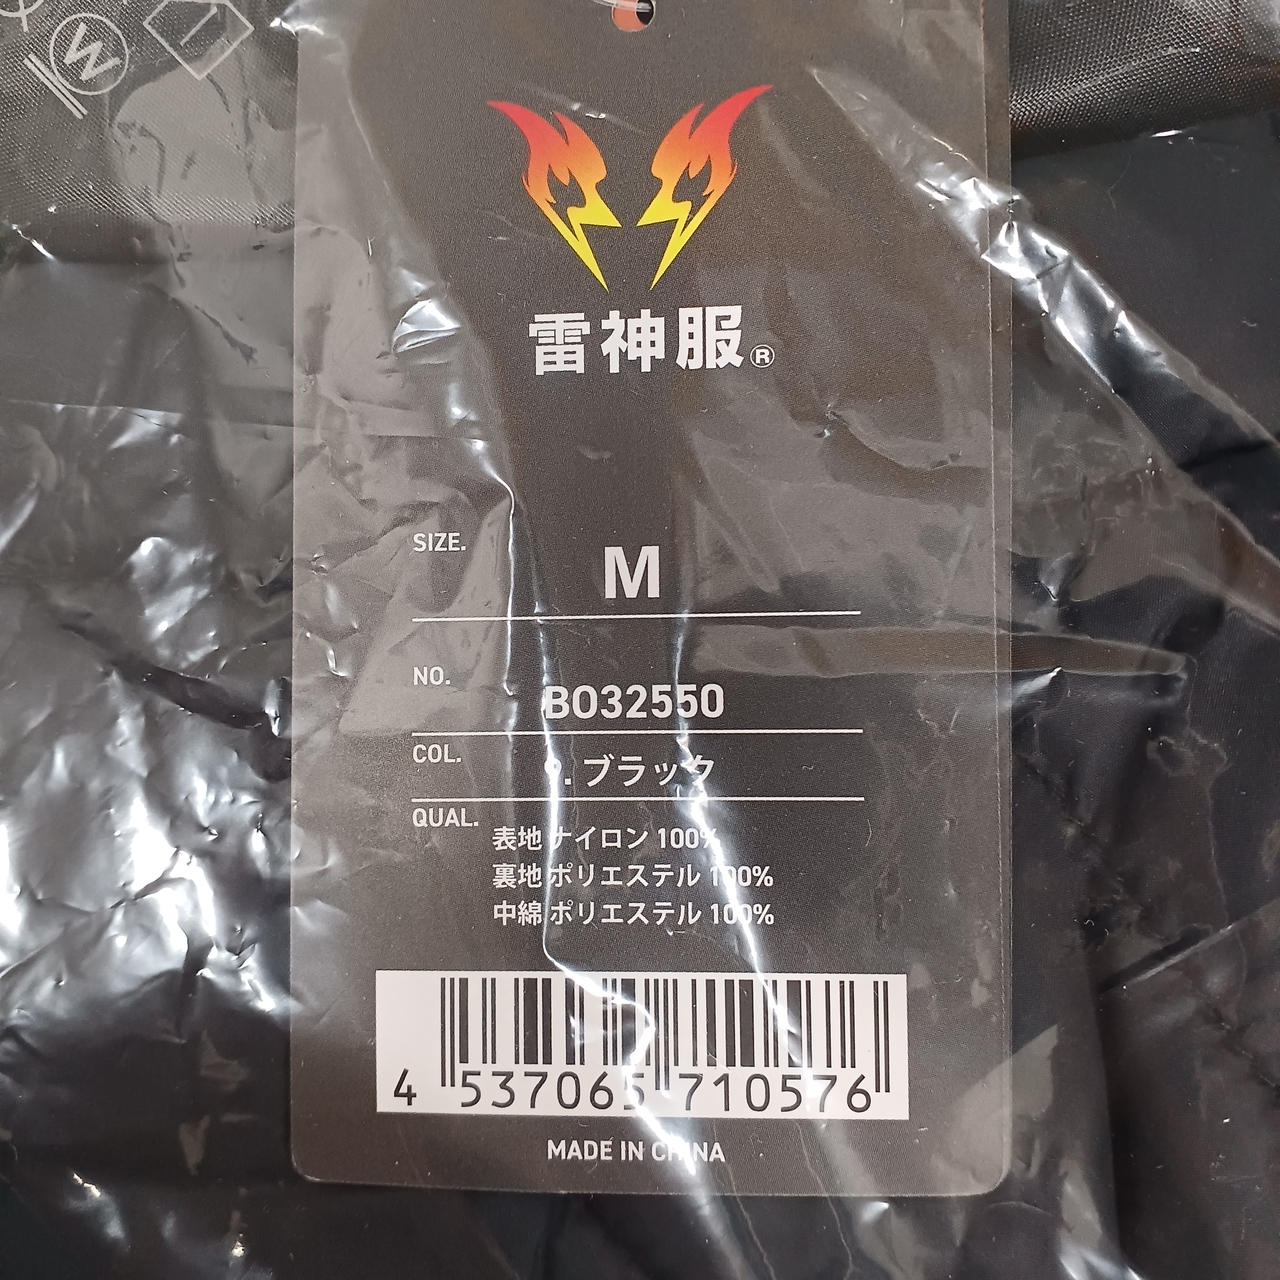 雷神服®
SIZE.
M
NO.
BO32550
COL.
9. ブラック
QUAL.
表地 ナイロン 100%
裏地 ポリエステル 100%
中綿 ポリエステル 100%
4 537065 710576
MADE IN CHINA